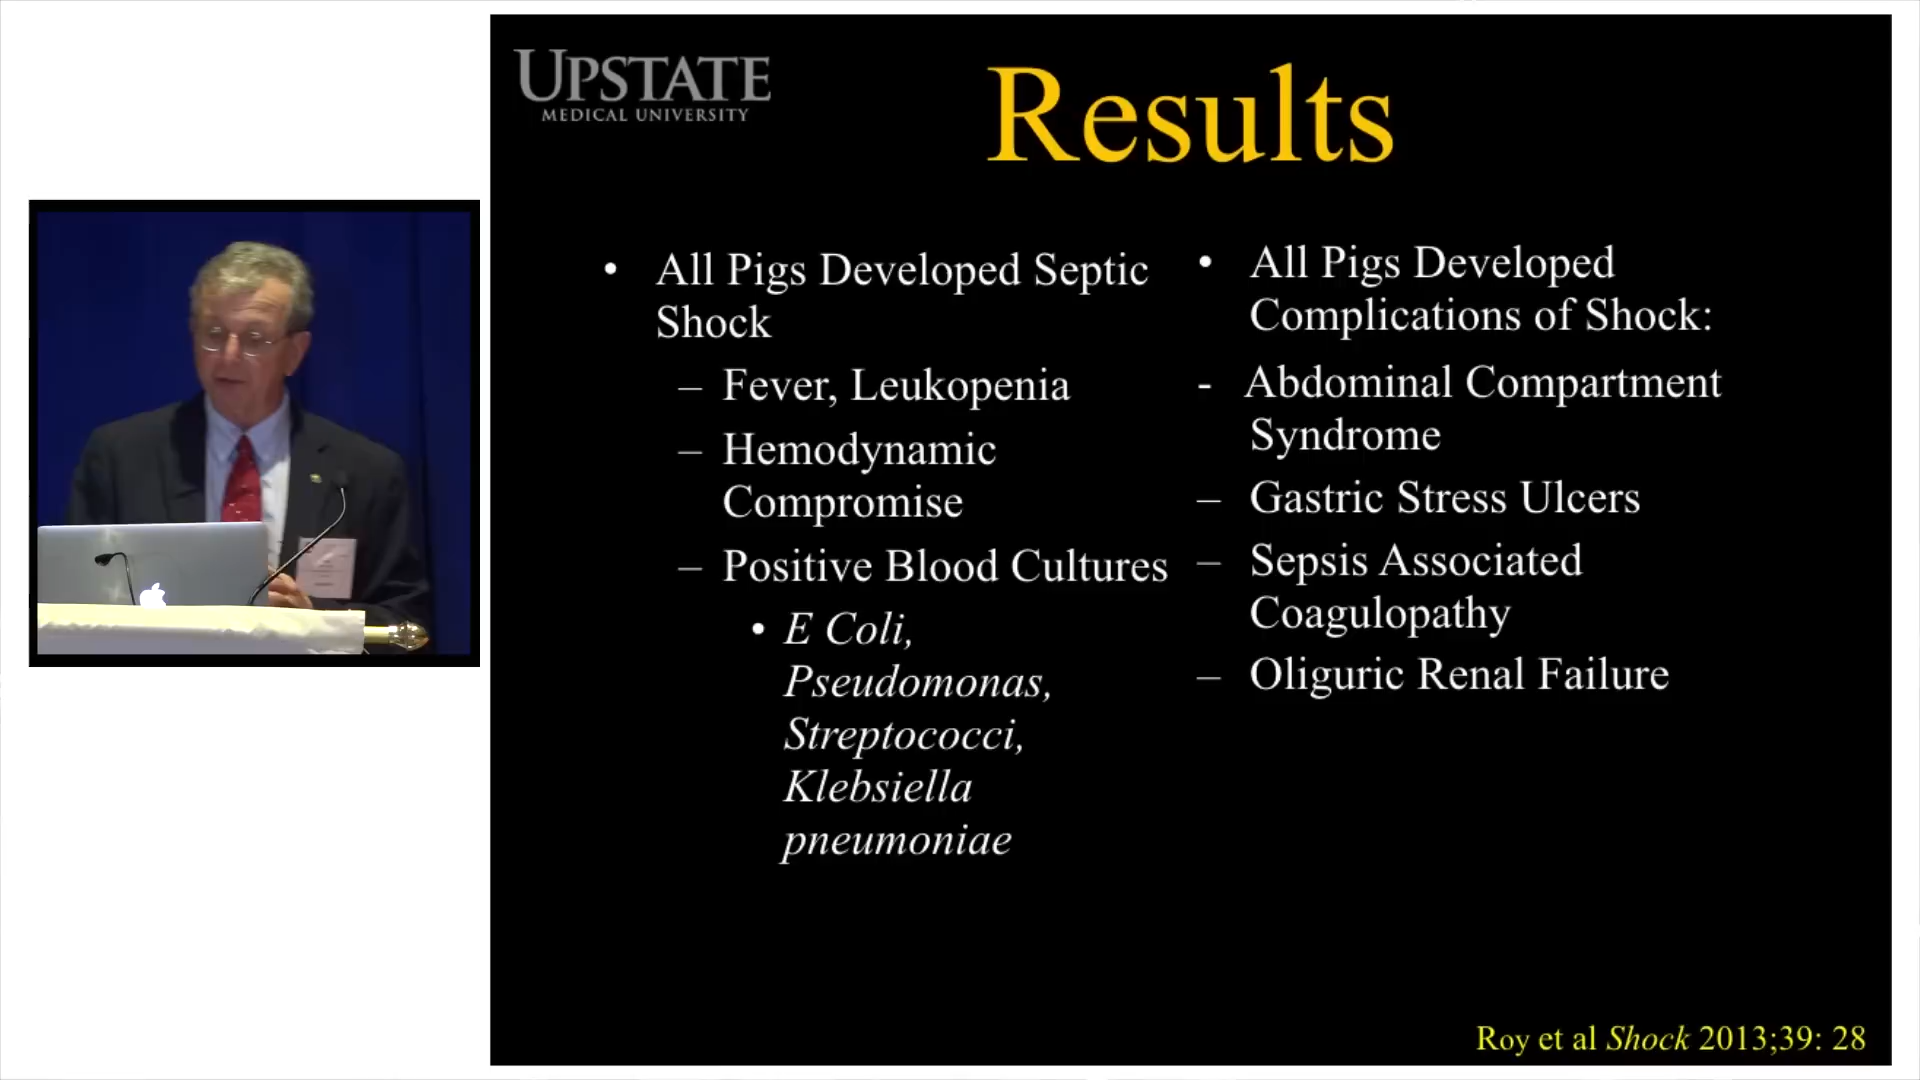 UPSTATE
MEDICAL UNIVERSITY
Results
• All Pigs Developed Septic
Shock
– Fever, Leukopenia
– Hemodynamic
Compromise
– Positive Blood Cultures
• E Coli,
Pseudomonas,
Streptococci,
Klebsiella
pneumoniae
• All Pigs Developed
Complications of Shock:
- Abdominal Compartment
Syndrome
– Gastric Stress Ulcers
– Sepsis Associated
Coagulopathy
– Oliguric Renal Failure
Roy et al Shock 2013;39: 28